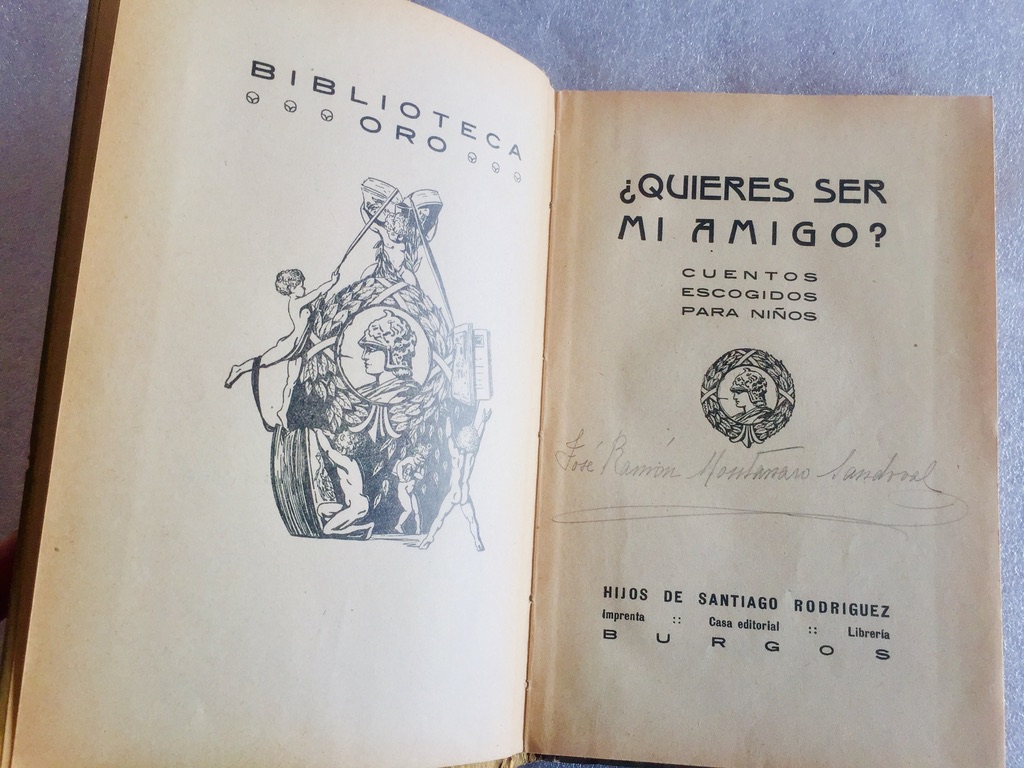 BIBLIOTECA
ORO
¿QUIERES SER
MI AMIGO?
CUENTOS
ESCOGIDOS
PARA NIÑOS
José Ramón Montañaro Sandoval
HIJOS DE SANTIAGO RODRIGUEZ
Imprenta :: Casa editorial :: Librería
BURGOS